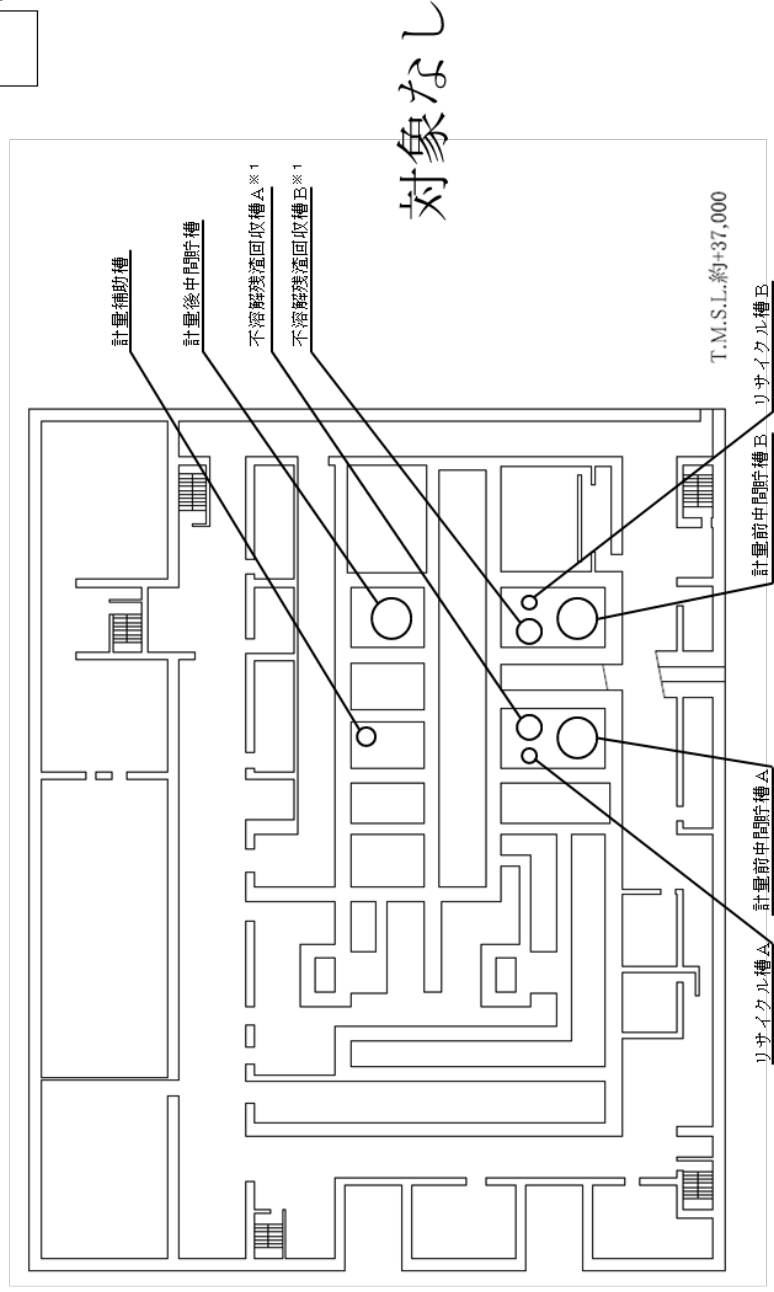 計量補助槽
計量後中間貯槽
不溶解残渣回収槽A※1
不溶解残渣回収槽B※1
対象なし
T.M.S.L.約+37,000
リサイクル槽B
計量前中間貯槽B
計量前中間貯槽A
リサイクル槽A